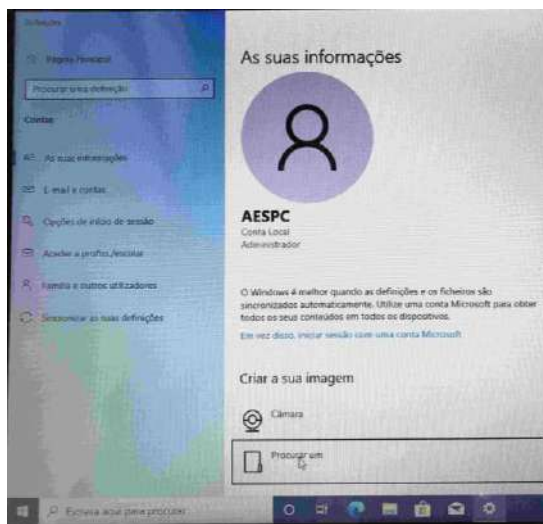 Definições
Página Principal
Procurar uma definição
Contas
As suas informações
E-mail e contas
Opções de início de sessão
Aceder a profiss./escolar
Família e outros utilizadores
Sincronizar as suas definições
As suas informações
AESPC
Conta Local
Administrador
O Windows é melhor quando as definições e os ficheiros são
sincronizados automaticamente. Utilize uma conta Microsoft para obter
todos os seus conteúdos em todos os dispositivos.
Em vez disso, iniciar sessão com uma conta Microsoft
Criar a sua imagem
Câmara
Procurar um
Escreva aqui para procurar